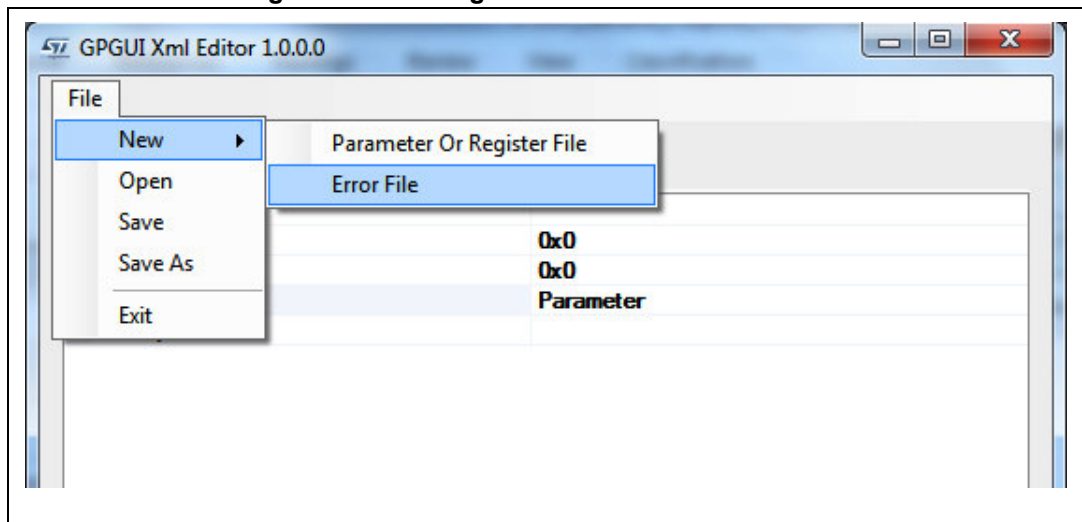 GPGUI Xml Editor 1.0.0.0
File
New
Parameter Or Register File
Open
Error File
Save
0x0
Save As
0x0
Parameter
Exit